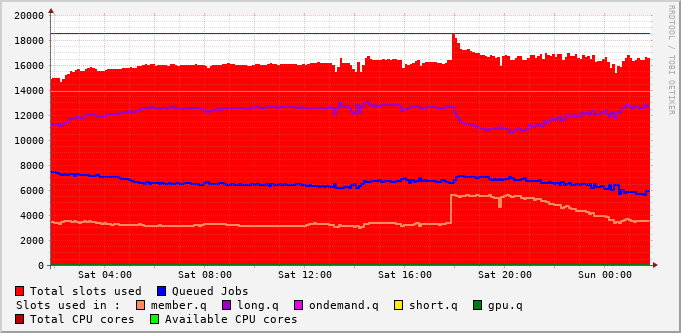 20000
18000
16000
14000
12000
10000
8000
6000
4000
2000
0
Sat 04:00 Sat 08:00 Sat 12:00 Sat 16:00 Sat 20:00 Sun 00:00
Total slots used Queued Jobs
Slots used in : member.q long.q ondemand.q short.q gpu.q
Total CPU cores Available CPU cores
RRDTOOL / TOBI OETIKER